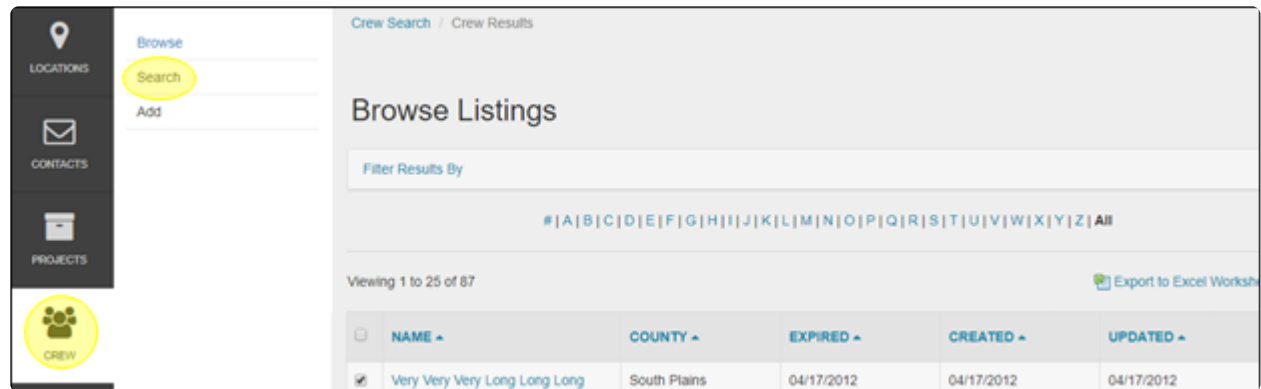 LOCATIONS
CONTACTS
PROJECTS
CREW
Browse
Search
Add
Crew Search / Crew Results
Browse Listings
Filter Results By
# | A | B | C | D | E | F | G | H | I | J | K | L | M | N | O | P | Q | R | S | T | U | V | W | X | Y | Z | All
Viewing 1 to 25 of 87
Export to Excel Workshe
NAME COUNTY EXPIRED CREATED UPDATED
Very Very Very Long Long Long South Plains 04/17/2012 04/17/2012 04/17/2012